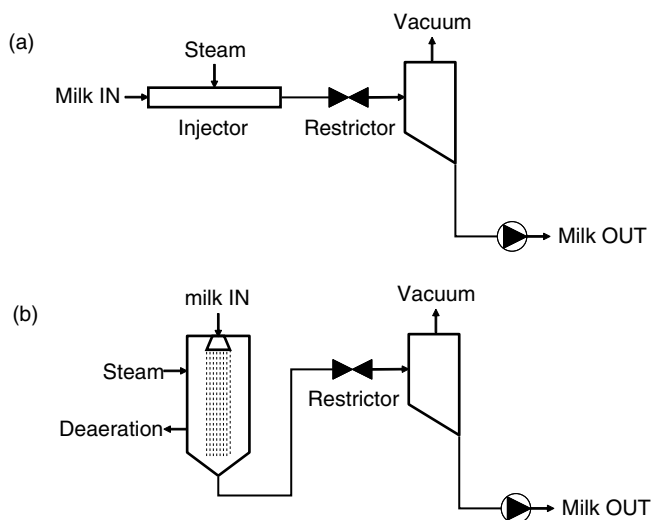 (a)
Vacuum
Steam
Milk IN
Injector
Restrictor
Milk OUT
(b)
milk IN
Vacuum
Steam
Restrictor
Deaeration
Milk OUT